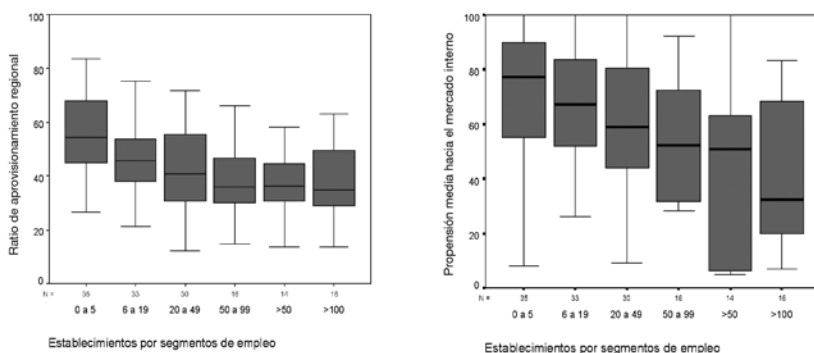 Ratio de aprovisionamiento regional
100
80
60
40
20
0
N = 35 33 30 16 14 16
0 a 5 6 a 19 20 a 49 50 a 99 >50 >100
Establecimientos por segmentos de empleo
Propensión media hacia el mercado interno
100
80
60
40
20
0
N = 35 33 30 16 14 16
0 a 5 6 a 19 20 a 49 50 a 99 >50 >100
Establecimientos por segmentos de empleo